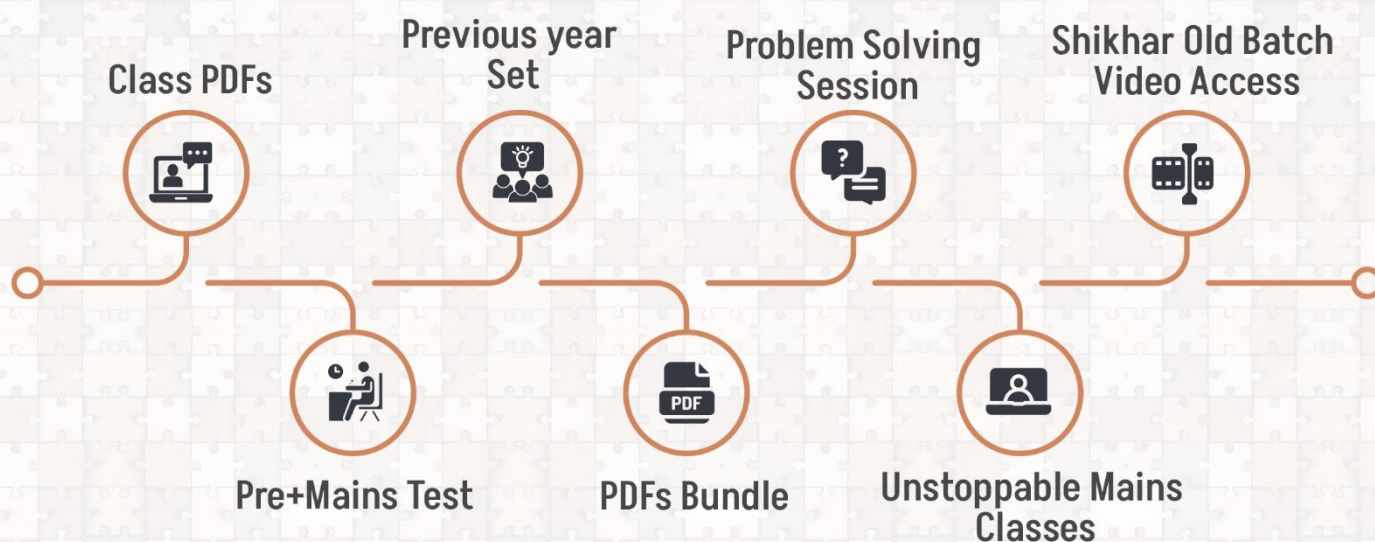 Class PDFs
Pre+Mains Test
Previous year
Set
PDF
PDFs Bundle
Problem Solving
Session
?
Unstoppable Mains
Classes
Shikhar Old Batch
Video Access